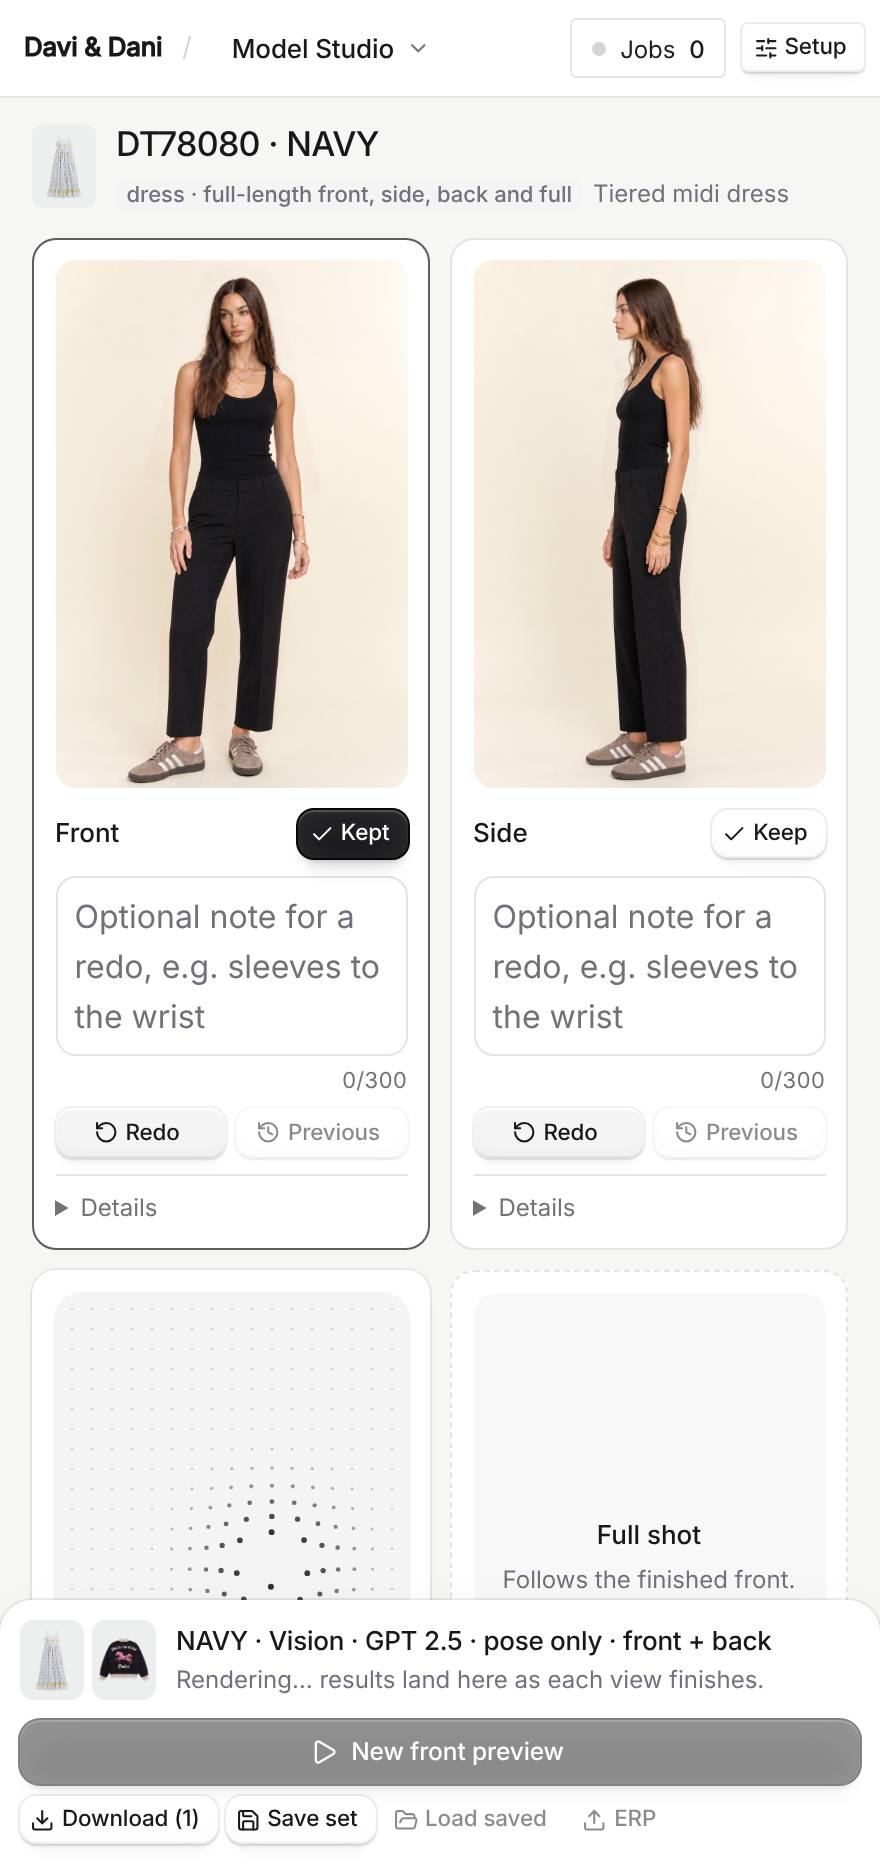 Davi & Dani / Model Studio
Jobs 0
Setup
DT78080 · NAVY
dress · full-length front, side, back and full
Tiered midi dress
Front
Kept
Optional note for a
redo, e.g. sleeves to
the wrist
0/300
Redo
Previous
Details
Side
Keep
Optional note for a
redo, e.g. sleeves to
the wrist
0/300
Redo
Previous
Details
Full shot
Follows the finished front.
NAVY · Vision · GPT 2.5 · pose only · front + back
Rendering... results land here as each view finishes.
New front preview
Download (1)
Save set
Load saved
ERP